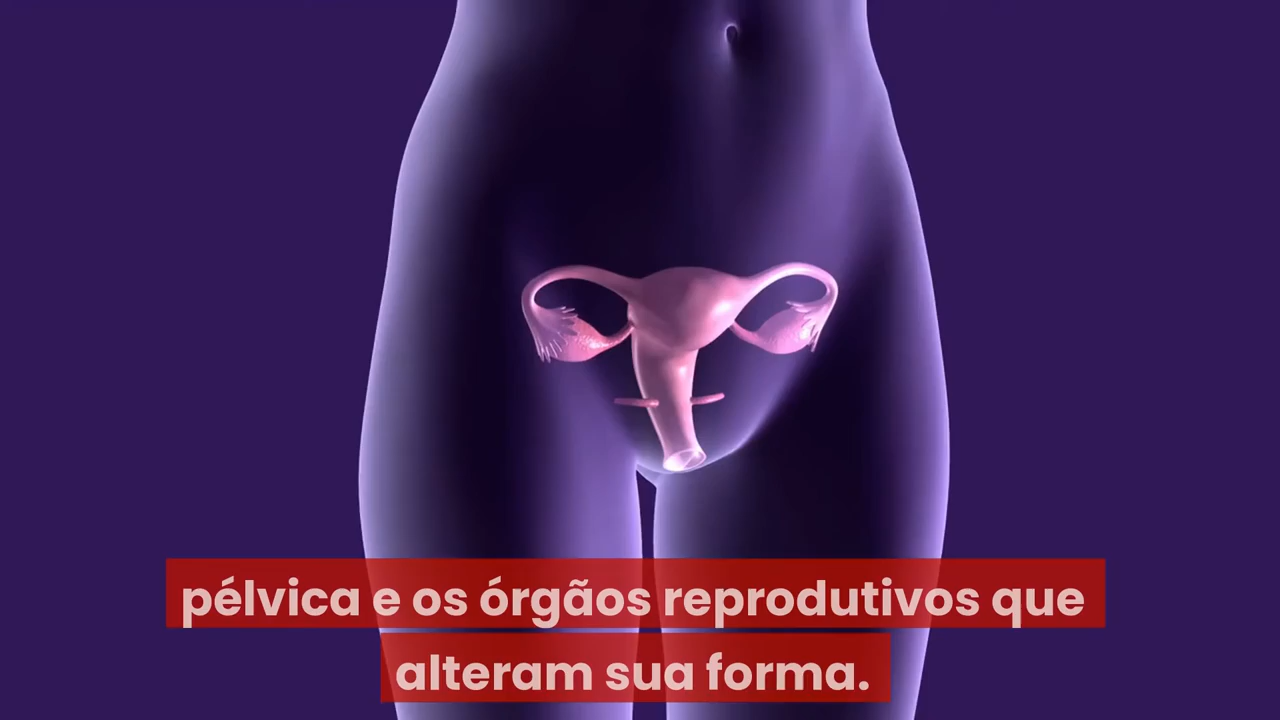 pélvica e os órgãos reprodutivos que
alteram sua forma.